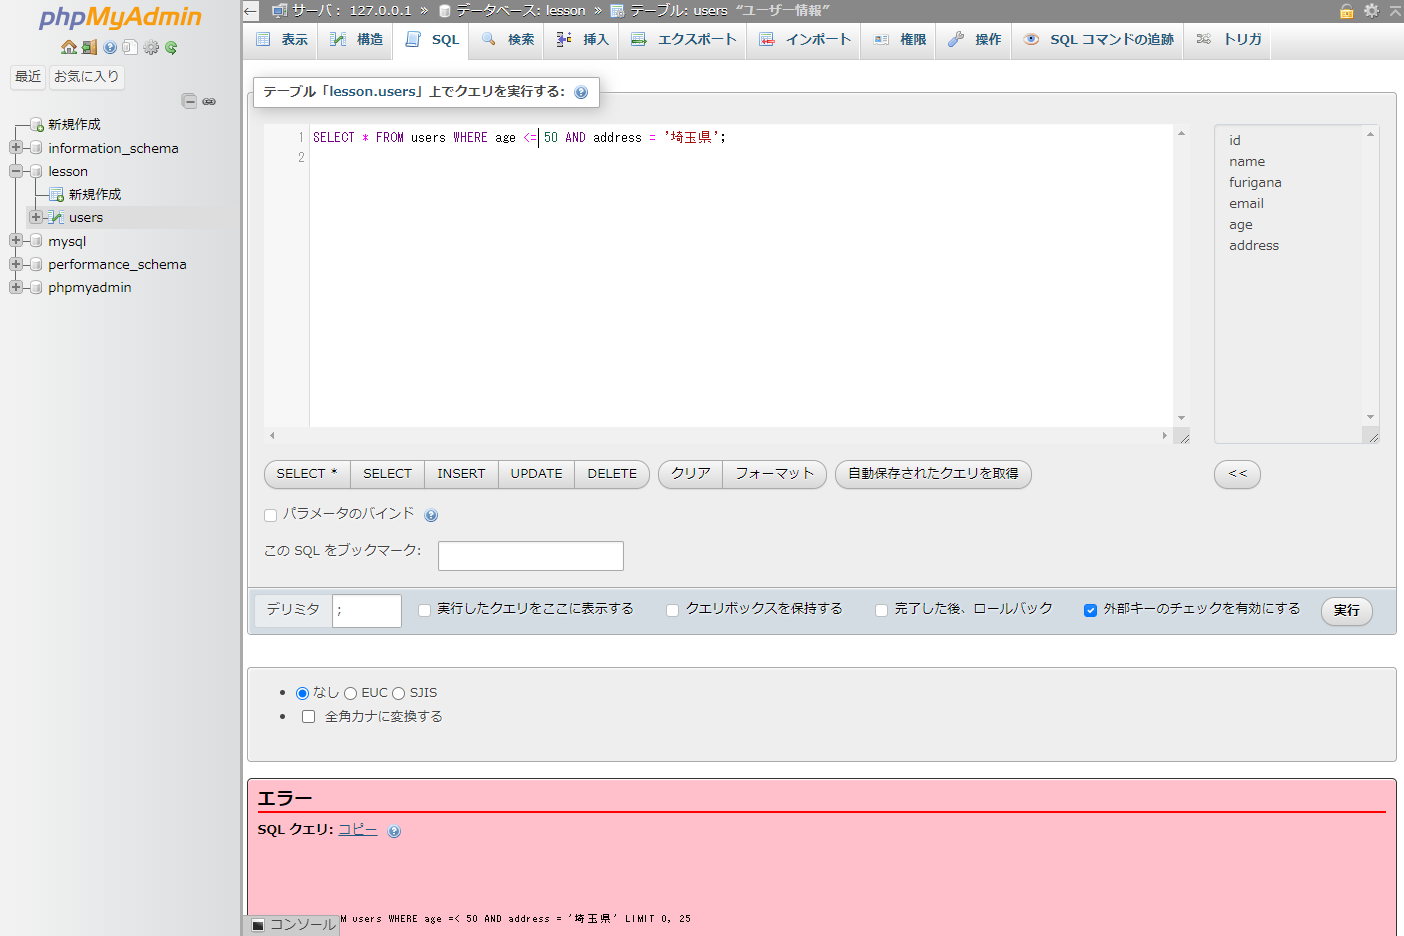 phpMyAdmin
最近 お気に入り
新規作成
information_schema
lesson
新規作成
users
mysql
performance_schema
phpmyadmin
サーバ: 127.0.0.1 » データベース: lesson » テーブル: users “ユーザー情報”
表示 構造 SQL 検索 挿入 エクスポート インポート 権限 操作 SQL コマンドの追跡 トリガ
テーブル「lesson.users」上でクエリを実行する:
1 SELECT * FROM users WHERE age <= 50 AND address = '埼玉県';
2
id
name
furigana
email
age
address
SELECT * SELECT INSERT UPDATE DELETE クリア フォーマット 自動保存されたクエリを取得 <<
パラメータのバインド
この SQL をブックマーク:
デリミタ ; 実行したクエリをここに表示する クエリボックスを保持する 完了した後、ロールバック 外部キーのチェックを有効にする 実行
なし EUC SJIS
全角カナに変換する
エラー
SQL クエリ: コピー
M users WHERE age =< 50 AND address = '埼玉県' LIMIT 0, 25
コンソール